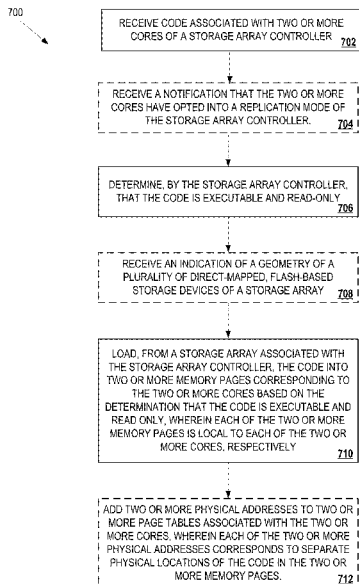 700
RECEIVE CODE ASSOCIATED WITH TWO OR MORE
CORES OF A STORAGE ARRAY CONTROLLER
702
RECEIVE A NOTIFICATION THAT THE TWO OR MORE
CORES HAVE OPTED INTO A REPLICATION MODE OF
THE STORAGE ARRAY CONTROLLER.
704
DETERMINE, BY THE STORAGE ARRAY CONTROLLER,
THAT THE CODE IS EXECUTABLE AND READ-ONLY
706
RECEIVE AN INDICATION OF A GEOMETRY OF A
PLURALITY OF DIRECT-MAPPED, FLASH-BASED
STORAGE DEVICES OF A STORAGE ARRAY
708
LOAD, FROM A STORAGE ARRAY ASSOCIATED WITH
THE STORAGE ARRAY CONTROLLER, THE CODE INTO
TWO OR MORE MEMORY PAGES CORRESPONDING TO
THE TWO OR MORE CORES BASED ON THE
DETERMINATION THAT THE CODE IS EXECUTABLE AND
READ ONLY, WHEREIN EACH OF THE TWO OR MORE
MEMORY PAGES IS LOCAL TO EACH OF THE TWO OR
MORE CORES, RESPECTIVELY
710
ADD TWO OR MORE PHYSICAL ADDRESSES TO TWO OR
MORE PAGE TABLES ASSOCIATED WITH THE TWO OR
MORE CORES, WHEREIN EACH OF THE TWO OR MORE
PHYSICAL ADDRESSES CORRESPONDS TO SEPARATE
PHYSICAL LOCATIONS OF THE CODE IN THE TWO OR
MORE MEMORY PAGES.
712